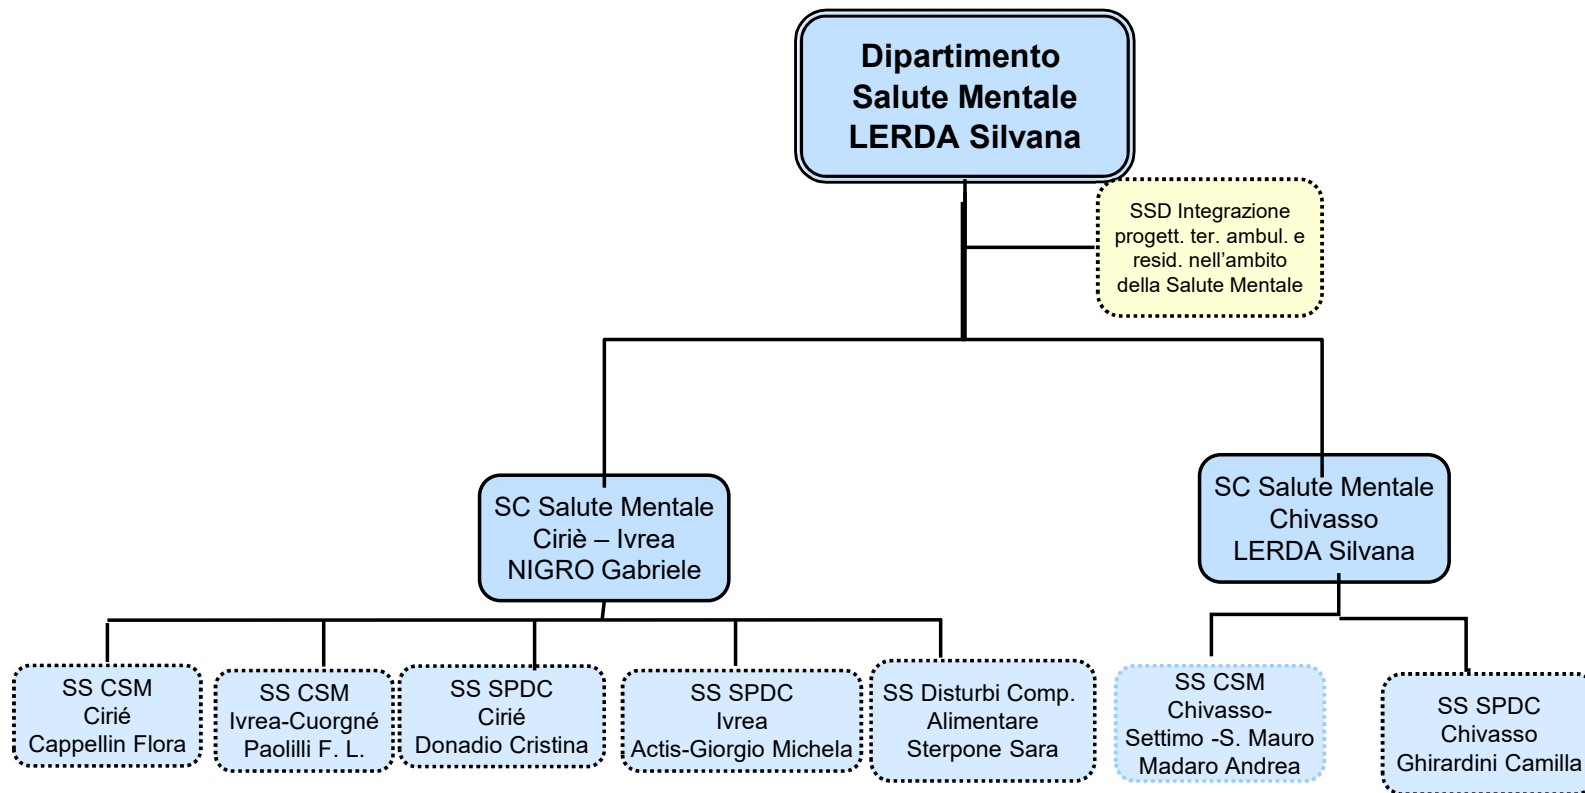 Dipartimento
Salute Mentale
LERDA Silvana
SSD Integrazione
progett. ter. ambul. e
resid. nell’ambito
della Salute Mentale
SC Salute Mentale
Ciriè – Ivrea
NIGRO Gabriele
SC Salute Mentale
Chivasso
LERDA Silvana
SS CSM
Cirié
Cappellin Flora
SS CSM
Ivrea-Cuorgné
Paolilli F. L.
SS SPDC
Cirié
Donadio Cristina
SS SPDC
Ivrea
Actis-Giorgio Michela
SS Disturbi Comp.
Alimentare
Sterpone Sara
SS CSM
Chivasso-
Settimo -S. Mauro
Madaro Andrea
SS SPDC
Chivasso
Ghirardini Camilla